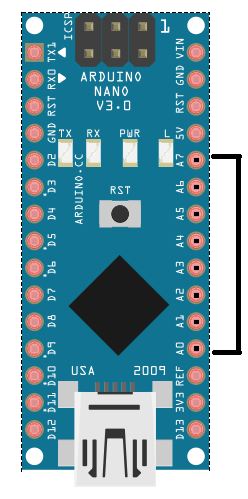 ICSP
1
TX1
RX0
RST
GND
D2
D3
D4
D5
D6
D7
D8
D9
D10
D11
D12
ARDUINO
NANO
V3.0
TX RX PWR L
RST
ARDUINO.CC
USA 2009
VIN
GND
RST
5V
A7
A6
A5
A4
A3
A2
A1
A0
REF
3V3
D13